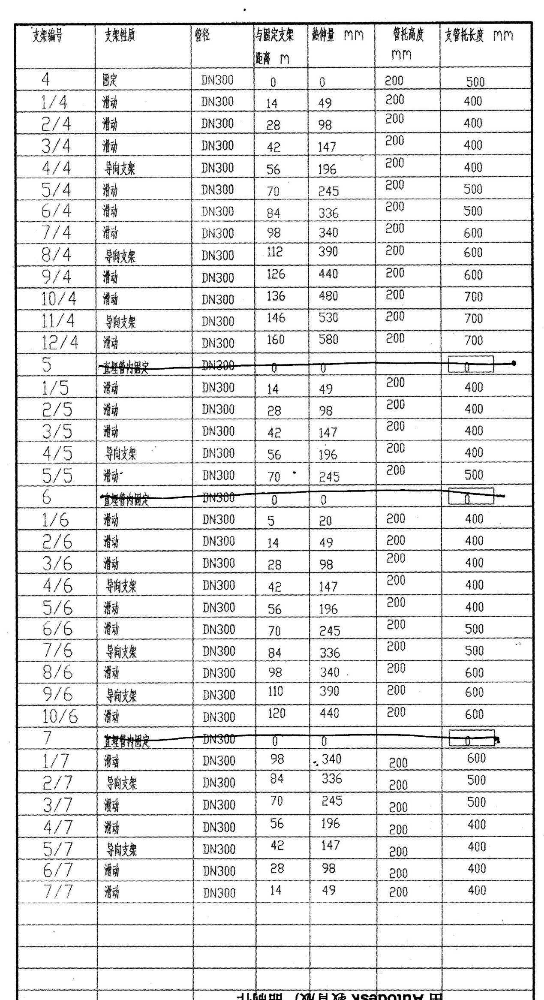 支架编号 支架性质 管径 与固定支架距离 m 热伸量 mm 管托高度 mm 支管托长度 mm
4 固定 DN300 0 0 200 500
1/4 滑动 DN300 14 49 200 400
2/4 滑动 DN300 28 98 200 400
3/4 滑动 DN300 42 147 200 400
4/4 导向支架 DN300 56 196 200 400
5/4 滑动 DN300 70 245 200 500
6/4 滑动 DN300 84 336 200 500
7/4 滑动 DN300 98 340 200 600
8/4 导向支架 DN300 112 390 200 600
9/4 滑动 DN300 126 440 200 600
10/4 滑动 DN300 136 480 200 700
11/4 导向支架 DN300 146 530 200 700
12/4 滑动 DN300 160 580 200 700
5 直埋管内固定 DN300 0 0 0
1/5 滑动 DN300 14 49 200 400
2/5 滑动 DN300 28 98 200 400
3/5 滑动 DN300 42 147 200 400
4/5 导向支架 DN300 56 196 200 400
5/5 滑动 DN300 70 245 200 500
6 直埋管内固定 DN300 0 0 0
1/6 滑动 DN300 5 20 200 400
2/6 滑动 DN300 14 49 200 400
3/6 滑动 DN300 28 98 200 400
4/6 导向支架 DN300 42 147 200 400
5/6 滑动 DN300 56 196 200 400
6/6 滑动 DN300 70 245 200 500
7/6 导向支架 DN300 84 336 200 500
8/6 滑动 DN300 98 340 200 600
9/6 导向支架 DN300 110 390 200 600
10/6 滑动 DN300 120 440 200 600
7 直埋管内固定 DN300 0 0 0
1/7 滑动 DN300 98 340 200 600
2/7 导向支架 DN300 84 336 200 500
3/7 滑动 DN300 70 245 200 500
4/7 滑动 DN300 56 196 200 400
5/7 导向支架 DN300 42 147 200 400
6/7 滑动 DN300 28 98 200 400
7/7 滑动 DN300 14 49 200 400
由 Autodesk 教育版产品制作